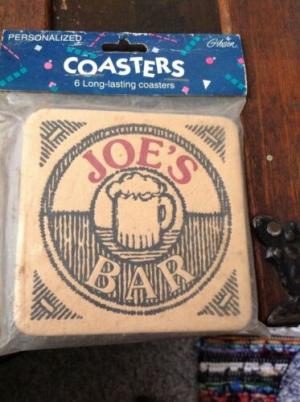 PERSONALIZED
Gibson
COASTERS
6 Long-lasting coasters
JOE'S
BAR